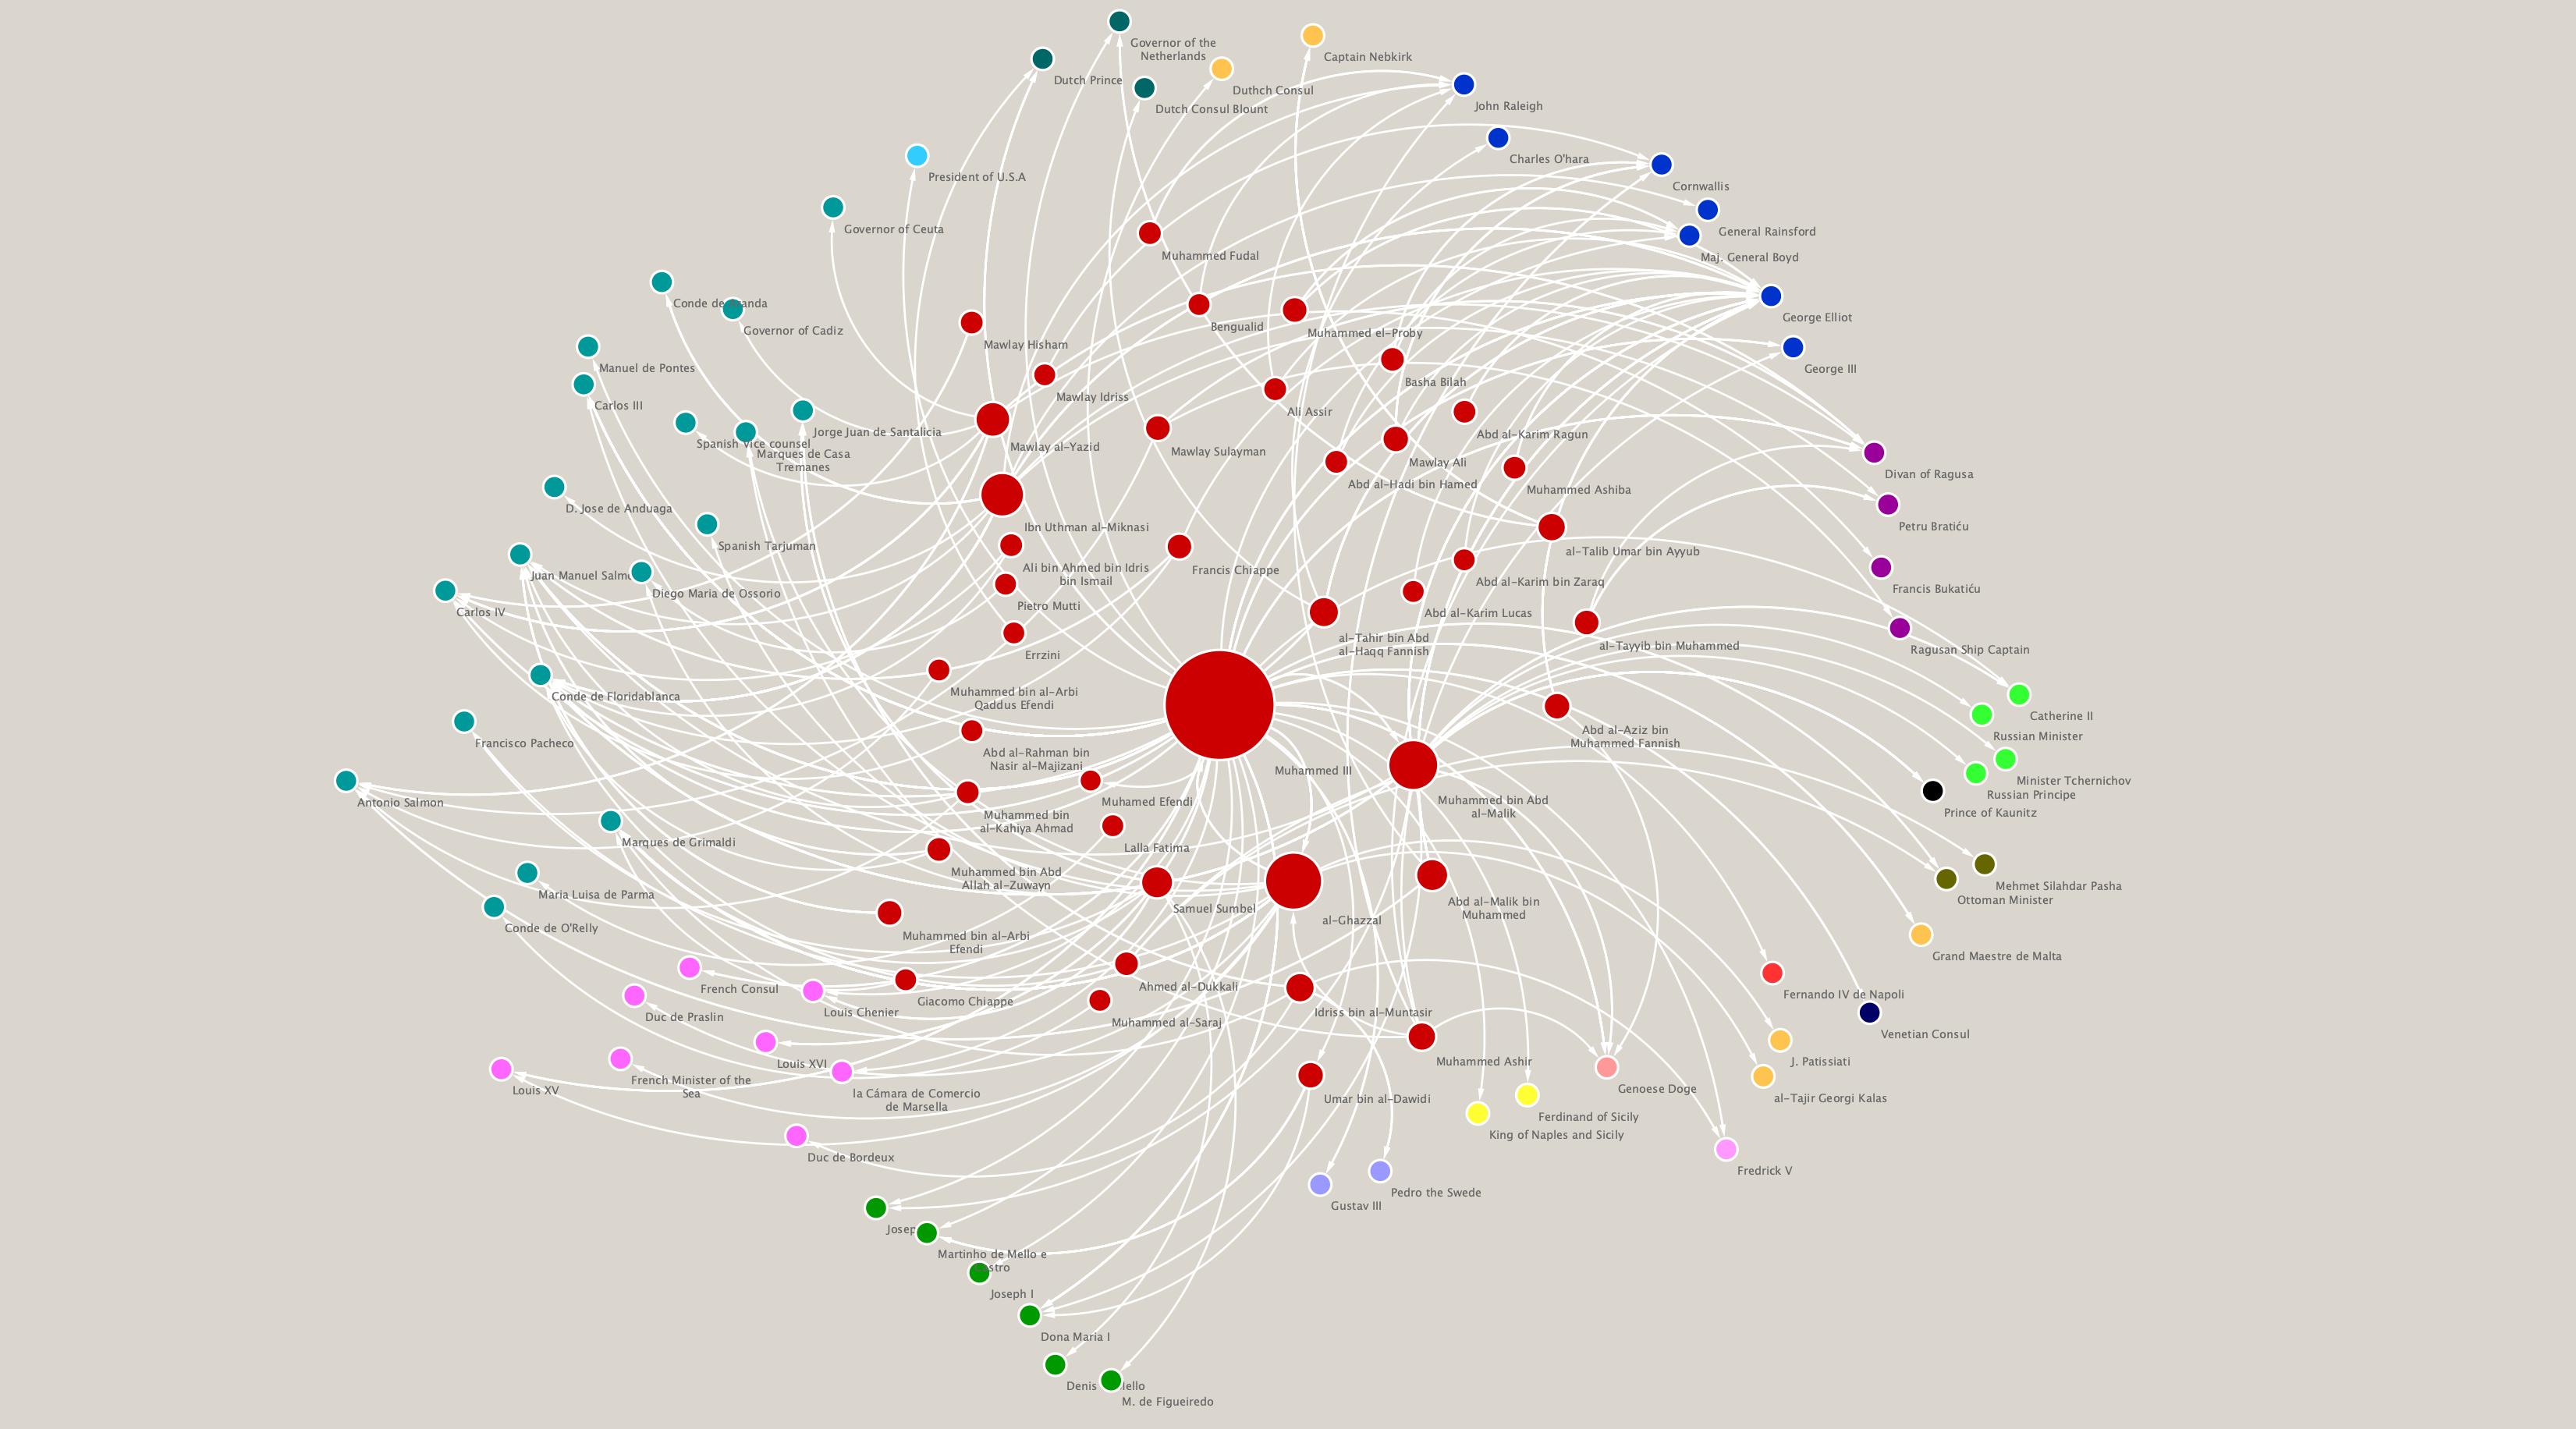 Governor of the
Netherlands
Captain Nebkirk
Dutch Prince
Duthch Consul
Dutch Consul Blount
John Raleigh
Charles O'hara
President of U.S.A
Cornwallis
Governor of Ceuta
General Rainsford
Muhammed Fudal
Maj. General Boyd
Conde de
anda
George Elliot
Bengualid
Governor of Cadiz
Muhammed el-Proby
Mawlay Hisham
Manuel de Pontes
George III
Basha Bilah
Mawlay Idriss
Carlos III
Ali Assir
Jorge Juan de Santalicia
Abd al-Karim Ragun
Spanish Vice counsel
Mawlay al-Yazid
Mawlay Sulayman
Marques de Casa
Tremanes
Mawlay Ali
Divan of Ragusa
Abd al-Hadi bin Hamed
Muhammed Ashiba
D. Jose de Anduaga
Ibn Uthman al-Miknasi
Petru Bratiću
Spanish Tarjuman
al-Talib Umar bin Ayyub
Ali bin Ahmed bin Idris
bin Ismail
Francis Chiappe
Juan Manuel Salm
Abd al-Karim bin Zaraq
Francis Bukatiću
Diego Maria de Ossorio
Pietro Mutti
Carlos IV
Abd al-Karim Lucas
al-Tahir bin Abd
al-Haqq Fannish
al-Tayyib bin Muhammed
Ragusan Ship Captain
Errzini
Muhammed bin al-Arbi
Qaddus Efendi
Conde de Floridablanca
Catherine II
Abd al-Aziz bin
Muhammed Fannish
Russian Minister
Francisco Pacheco
Abd al-Rahman bin
Nasir al-Majizani
Muhammed III
Minister Tchernichov
Russian Principe
Antonio Salmon
Muhamed Efendi
Muhammed bin Abd
al-Malik
Prince of Kaunitz
Muhammed bin
al-Kahiya Ahmad
Marques de Grimaldi
Lalla Fatima
Muhammed bin Abd
Allah al-Zuwayn
Mehmet Silahdar Pasha
Maria Luisa de Parma
Ottoman Minister
Samuel Sumbel
al-Ghazzal
Abd al-Malik bin
Muhammed
Conde de O'Relly
Muhammed bin al-Arbi
Efendi
Grand Maestre de Malta
French Consul
Ahmed al-Dukkali
Fernando IV de Napoli
Giacomo Chiappe
Louis Chenier
Idriss bin al-Muntasir
Duc de Praslin
Muhammed al-Saraj
Venetian Consul
Louis XVI
Muhammed Ashir
J. Patissiati
French Minister of the
Sea
Louis XV
la Cámara de Comercio
de Marsella
Genoese Doge
Umar bin al-Dawidi
al-Tajir Georgi Kalas
Ferdinand of Sicily
King of Naples and Sicily
Duc de Bordeux
Fredrick V
Pedro the Swede
Gustav III
Josep
Martinho de Mello e
stro
Joseph I
Dona Maria I
Denis
ello
M. de Figueiredo